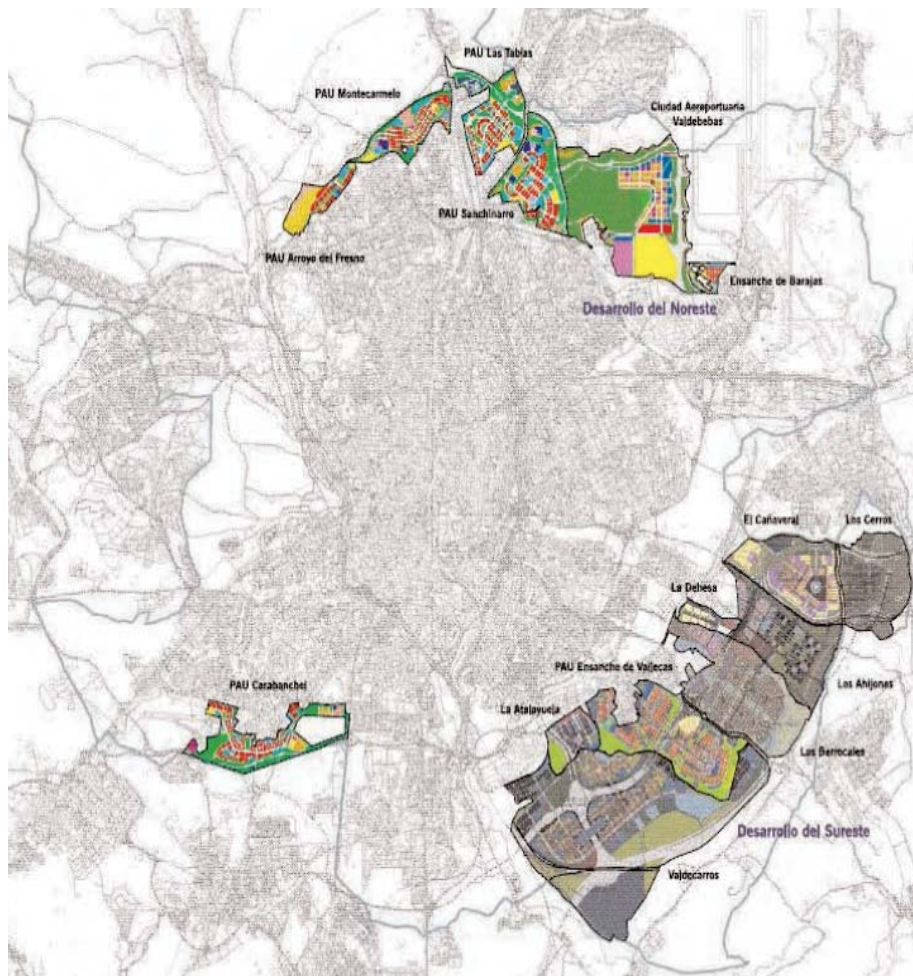 PAU Las Tablas
PAU Montecarmelo
Ciudad Aereportuaria
Valdebebas
PAU Sanchinarro
PAU Arroyo del Fresno
Ensanche de Barajas
Desarrollo del Noreste
El Cañaveral
Los Cerros
La Dehesa
PAU Ensanche de Vallecas
PAU Carabanchel
Los Ahijones
La Atalayuela
Los Berrocales
Desarrollo del Sureste
Valdecarros